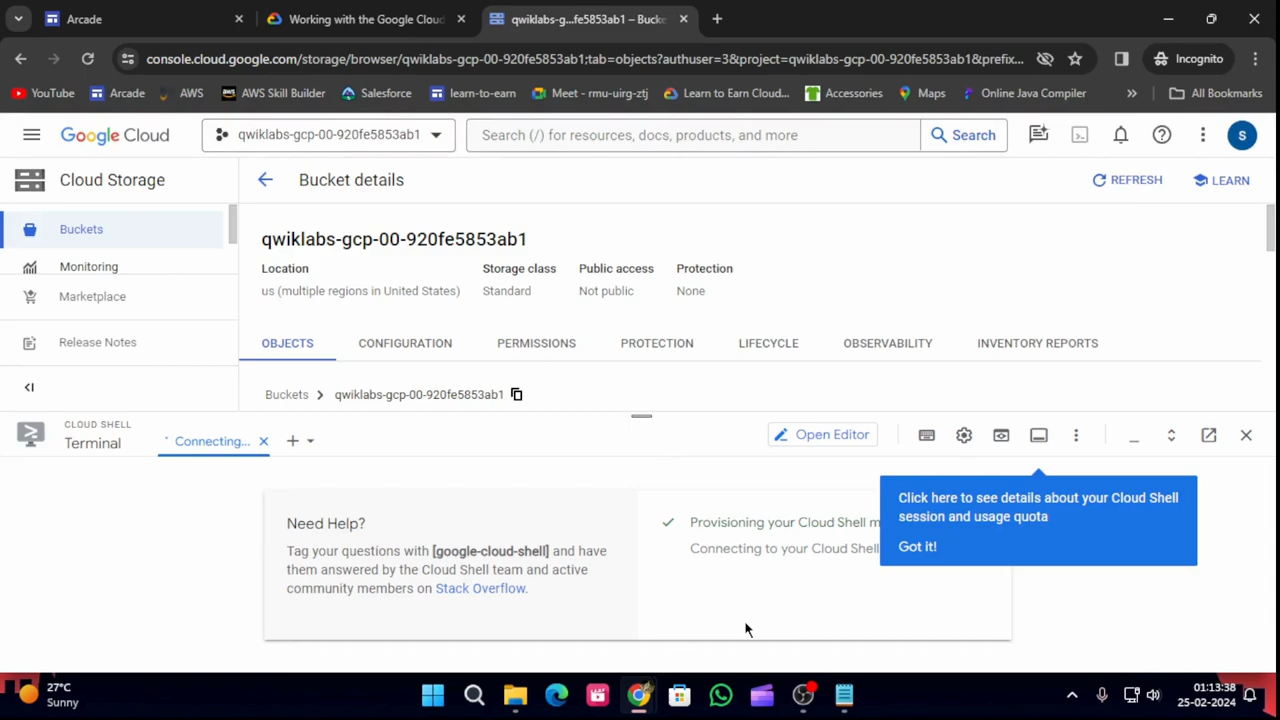 Arcade
Working with the Google Cloud
qwiklabs-g...fe5853ab1 – Bucke
console.cloud.google.com/storage/browser/qwiklabs-gcp-00-920fe5853ab1;tab=objects?authuser=3&project=qwiklabs-gcp-00-920fe5853ab1&prefix...
Incognito
YouTube
Arcade
AWS
AWS Skill Builder
Salesforce
learn-to-earn
Meet - rmu-uirg-ztj
Learn to Earn Cloud...
Accessories
Maps
Online Java Compiler
»
All Bookmarks
Google Cloud
qwiklabs-gcp-00-920fe5853ab1
Search (/) for resources, docs, products, and more
Search
S
Cloud Storage
Bucket details
REFRESH
LEARN
Buckets
Monitoring
Marketplace
Release Notes
qwiklabs-gcp-00-920fe5853ab1
Location
Storage class
Public access
Protection
us (multiple regions in United States)
Standard
Not public
None
OBJECTS
CONFIGURATION
PERMISSIONS
PROTECTION
LIFECYCLE
OBSERVABILITY
INVENTORY REPORTS
Buckets
qwiklabs-gcp-00-920fe5853ab1
CLOUD SHELL
Terminal
Connecting...
Open Editor
Need Help?
Tag your questions with [google-cloud-shell] and have
them answered by the Cloud Shell team and active
community members on Stack Overflow.
Provisioning your Cloud Shell m
Connecting to your Cloud Shell
Click here to see details about your Cloud Shell
session and usage quota
Got it!
27°C
Sunny
01:13:38
25-02-2024